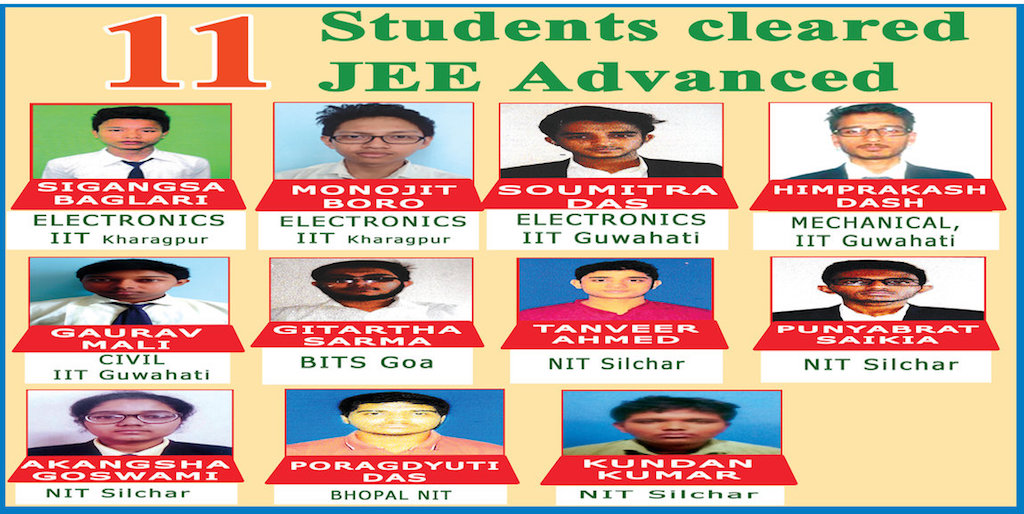 11
Students cleared
JEE Advanced
SIGANGSA
BAGLARI
ELECTRONICS
IIT Kharagpur
MONOJIT
BORO
ELECTRONICS
IIT Kharagpur
SOUMITRA
DAS
ELECTRONICS
IIT Guwahati
HIMPRAKASH
DASH
MECHANICAL,
IIT Guwahati
GAURAV
MALI
CIVIL
IIT Guwahati
GITARTHA
SARMA
BITS Goa
TANVEER
AHMED
NIT Silchar
PUNYABRAT
SAIKIA
NIT Silchar
AKANGSHA
GOSWAMI
NIT Silchar
PORAGDYUTI
DAS
BHOPAL NIT
KUNDAN
KUMAR
NIT Silchar